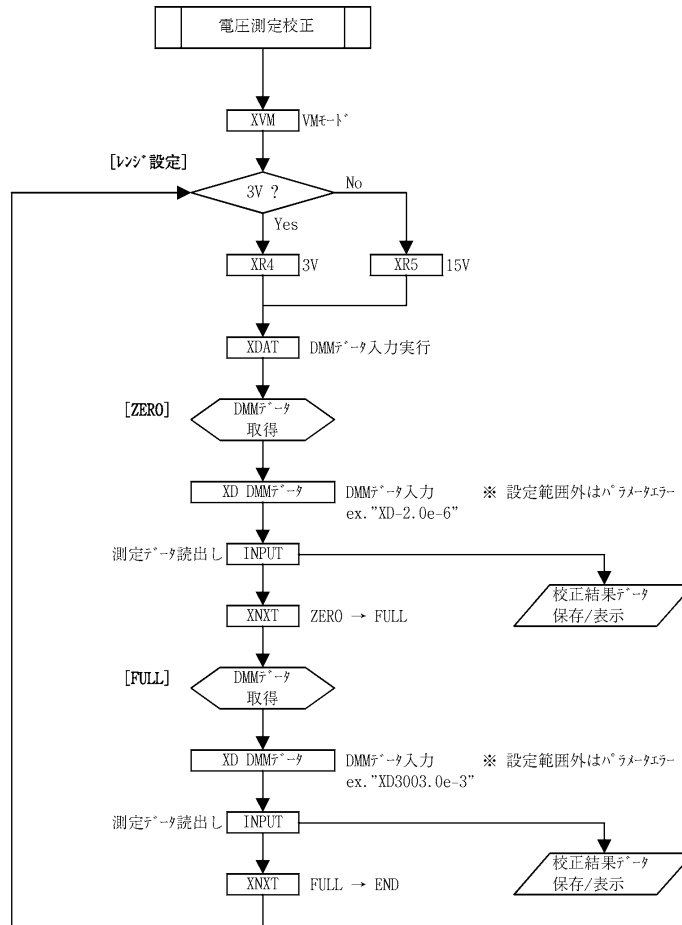 電圧測定校正
XVM VMﾓｰﾄﾞ
[ﾚﾝｼﾞ設定]
3V ?
No
Yes
XR4 3V
XR5 15V
XDAT DMMﾃﾞｰﾀ入力実行
[ZERO]
DMMﾃﾞｰﾀ
取得
XD DMMﾃﾞｰﾀ DMMﾃﾞｰﾀ入力 ※ 設定範囲外はﾊﾟﾗﾒｰﾀｴﾗｰ
ex."XD-2.0e-6"
測定ﾃﾞｰﾀ読出し INPUT
校正結果ﾃﾞｰﾀ
保存/表示
XNXT ZERO → FULL
[FULL]
DMMﾃﾞｰﾀ
取得
XD DMMﾃﾞｰﾀ DMMﾃﾞｰﾀ入力 ※ 設定範囲外はﾊﾟﾗﾒｰﾀｴﾗｰ
ex."XD3003.0e-3"
測定ﾃﾞｰﾀ読出し INPUT
校正結果ﾃﾞｰﾀ
保存/表示
XNXT FULL → END